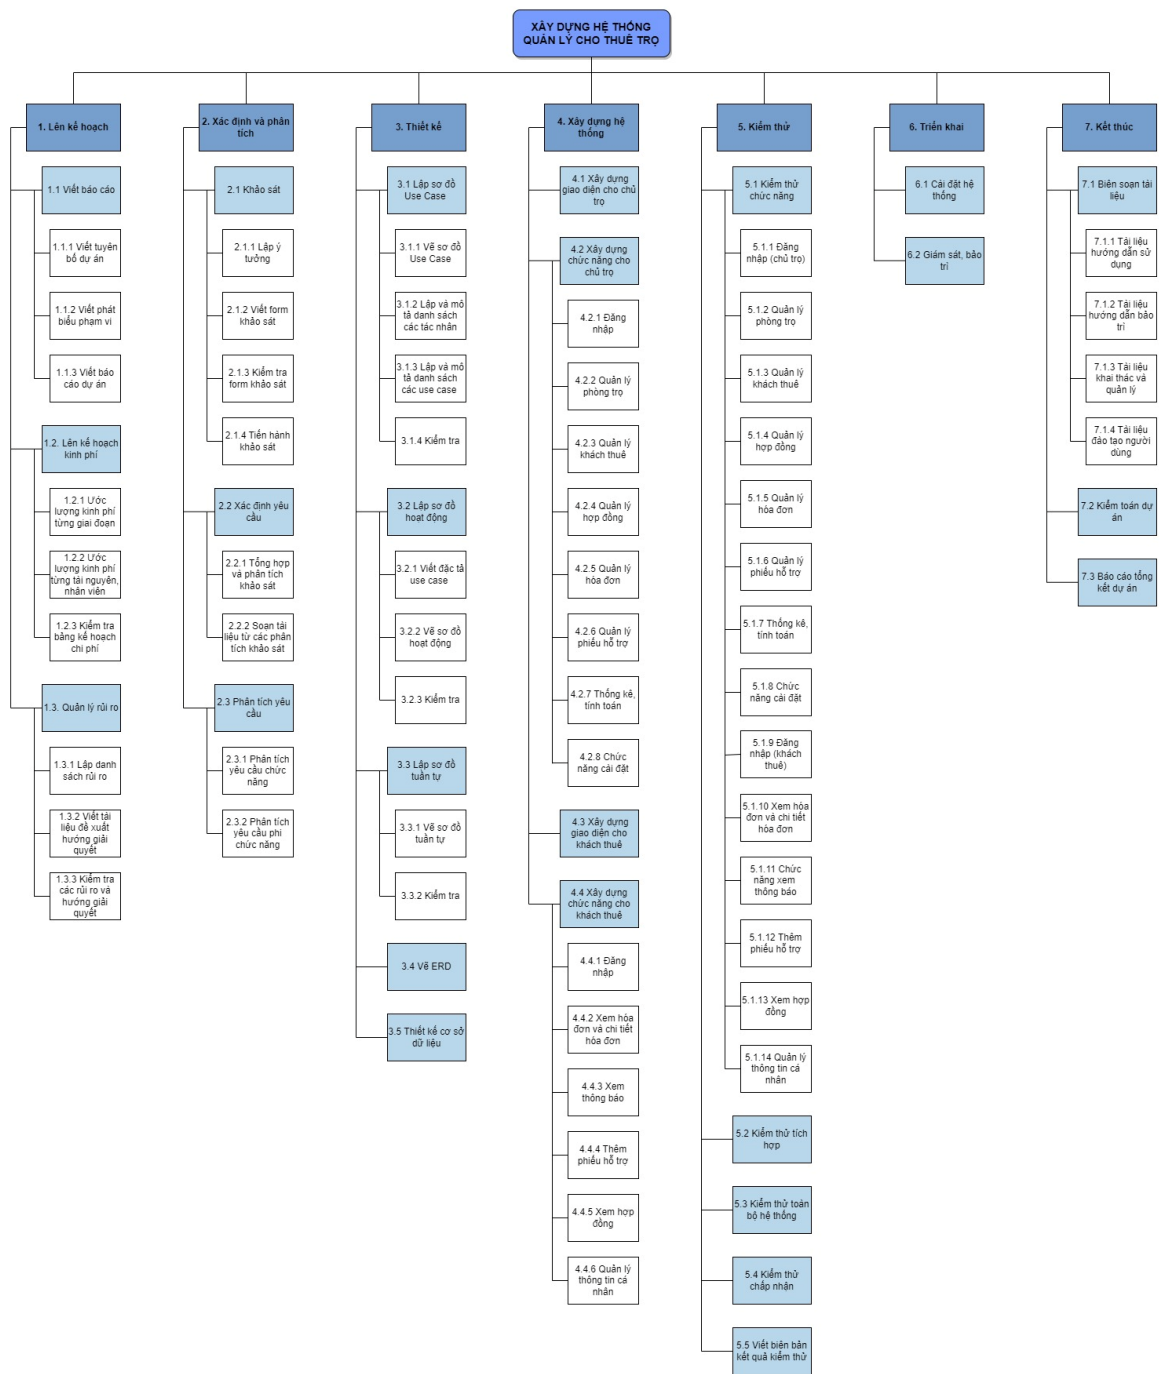 XÂY DỰNG HỆ THỐNG
QUẢN LÝ CHO THUÊ TRỌ
1. Lên kế hoạch
1.1 Viết báo cáo
1.1.1 Viết tuyên
bố dự án
1.1.2 Viết phát
biểu phạm vi
1.1.3 Viết báo
cáo dự án
1.2. Lên kế hoạch
kinh phí
1.2.1 Ước
lượng kinh phí
từng giai đoạn
1.2.2 Ước
lượng kinh phí
từng tài nguyên,
nhân viên
1.2.3 Kiểm tra
bảng kế hoạch
chi phí
1.3. Quản lý rủi ro
1.3.1 Lập danh
sách rủi ro
1.3.2 Viết tài
liệu đề xuất
hướng giải
quyết
1.3.3 Kiểm tra
các rủi ro và
hướng giải
quyết
2. Xác định và phân
tích
2.1 Khảo sát
2.1.1 Lập ý
tưởng
2.1.2 Viết form
khảo sát
2.1.3 Kiểm tra
form khảo sát
2.1.4 Tiến hành
khảo sát
2.2 Xác định yêu
cầu
2.2.1 Tổng hợp
và phân tích
khảo sát
2.2.2 Soạn tài
liệu từ các phân
tích khảo sát
2.3 Phân tích yêu
cầu
2.3.1 Phân tích
yêu cầu chức
năng
2.3.2 Phân tích
yêu cầu phi
chức năng
3. Thiết kế
3.1 Lập sơ đồ
Use Case
3.1.1 Vẽ sơ đồ
Use Case
3.1.2 Lập và mô
tả danh sách
các tác nhân
3.1.3 Lập và mô
tả danh sách
các use case
3.1.4 Kiểm tra
3.2 Lập sơ đồ
hoạt động
3.2.1 Viết đặc tả
use case
3.2.2 Vẽ sơ đồ
hoạt động
3.2.3 Kiểm tra
3.3 Lập sơ đồ
tuần tự
3.3.1 Vẽ sơ đồ
tuần tự
3.3.2 Kiểm tra
3.4 Vẽ ERD
3.5 Thiết kế cơ sở
dữ liệu
4. Xây dựng hệ
thống
4.1 Xây dựng
giao diện cho chủ
trọ
4.2 Xây dựng
chức năng cho
chủ trọ
4.2.1 Đăng
nhập
4.2.2 Quản lý
phòng trọ
4.2.3 Quản lý
khách thuê
4.2.4 Quản lý
hợp đồng
4.2.5 Quản lý
hóa đơn
4.2.6 Quản lý
phiếu hỗ trợ
4.2.7 Thống kê,
tính toán
4.2.8 Chức
năng cài đặt
4.3 Xây dựng
giao diện cho
khách thuê
4.4 Xây dựng
chức năng cho
khách thuê
4.4.1 Đăng
nhập
4.4.2 Xem hóa
đơn và chi tiết
hóa đơn
4.4.3 Xem
thông báo
4.4.4 Thêm
phiếu hỗ trợ
4.4.5 Xem hợp
đồng
4.4.6 Quản lý
thông tin cá
nhân
5. Kiểm thử
5.1 Kiểm thử
chức năng
5.1.1 Đăng
nhập (chủ trọ)
5.1.2 Quản lý
phòng trọ
5.1.3 Quản lý
khách thuê
5.1.4 Quản lý
hợp đồng
5.1.5 Quản lý
hóa đơn
5.1.6 Quản lý
phiếu hỗ trợ
5.1.7 Thống kê,
tính toán
5.1.8 Chức
năng cài đặt
5.1.9 Đăng
nhập (khách
thuê)
5.1.10 Xem hóa
đơn và chi tiết
hóa đơn
5.1.11 Chức
năng xem
thông báo
5.1.12 Thêm
phiếu hỗ trợ
5.1.13 Xem hợp
đồng
5.1.14 Quản lý
thông tin cá
nhân
5.2 Kiểm thử tích
hợp
5.3 Kiểm thử toàn
bộ hệ thống
5.4 Kiểm thử
chấp nhận
5.5 Viết biên bản
kết quả kiểm thử
6. Triển khai
6.1 Cài đặt hệ
thống
6.2 Giám sát, bảo
trì
7. Kết thúc
7.1 Biên soạn tài
liệu
7.1.1 Tài liệu
hướng dẫn sử
dụng
7.1.2 Tài liệu
hướng dẫn bảo
trì
7.1.3 Tài liệu
khai thác và
quản lý
7.1.4 Tài liệu
đào tạo người
dùng
7.2 Kiểm toán dự
án
7.3 Báo cáo tổng
kết dự án